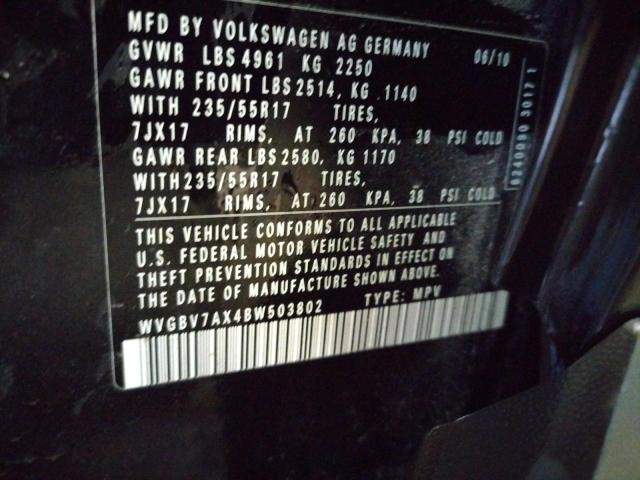 MFD BY VOLKSWAGEN AG GERMANY 06/10
GVWR LBS 4961 KG 2250
GAWR FRONT LBS 2514, KG 1140
WITH 235/55R17 TIRES,
7JX17 RIMS, AT 260 KPA, 38 PSI COLD
GAWR REAR LBS 2580, KG 1170
WITH 235/55R17 TIRES,
7JX17 RIMS, AT 260 KPA, 38 PSI COLD
THIS VEHICLE CONFORMS TO ALL APPLICABLE
U.S. FEDERAL MOTOR VEHICLE SAFETY AND
THEFT PREVENTION STANDARDS IN EFFECT ON
THE DATE OF MANUFACTURE SHOWN ABOVE.
WVGBV7AX4BW503802 TYPE: MPV
6240090 3017 1